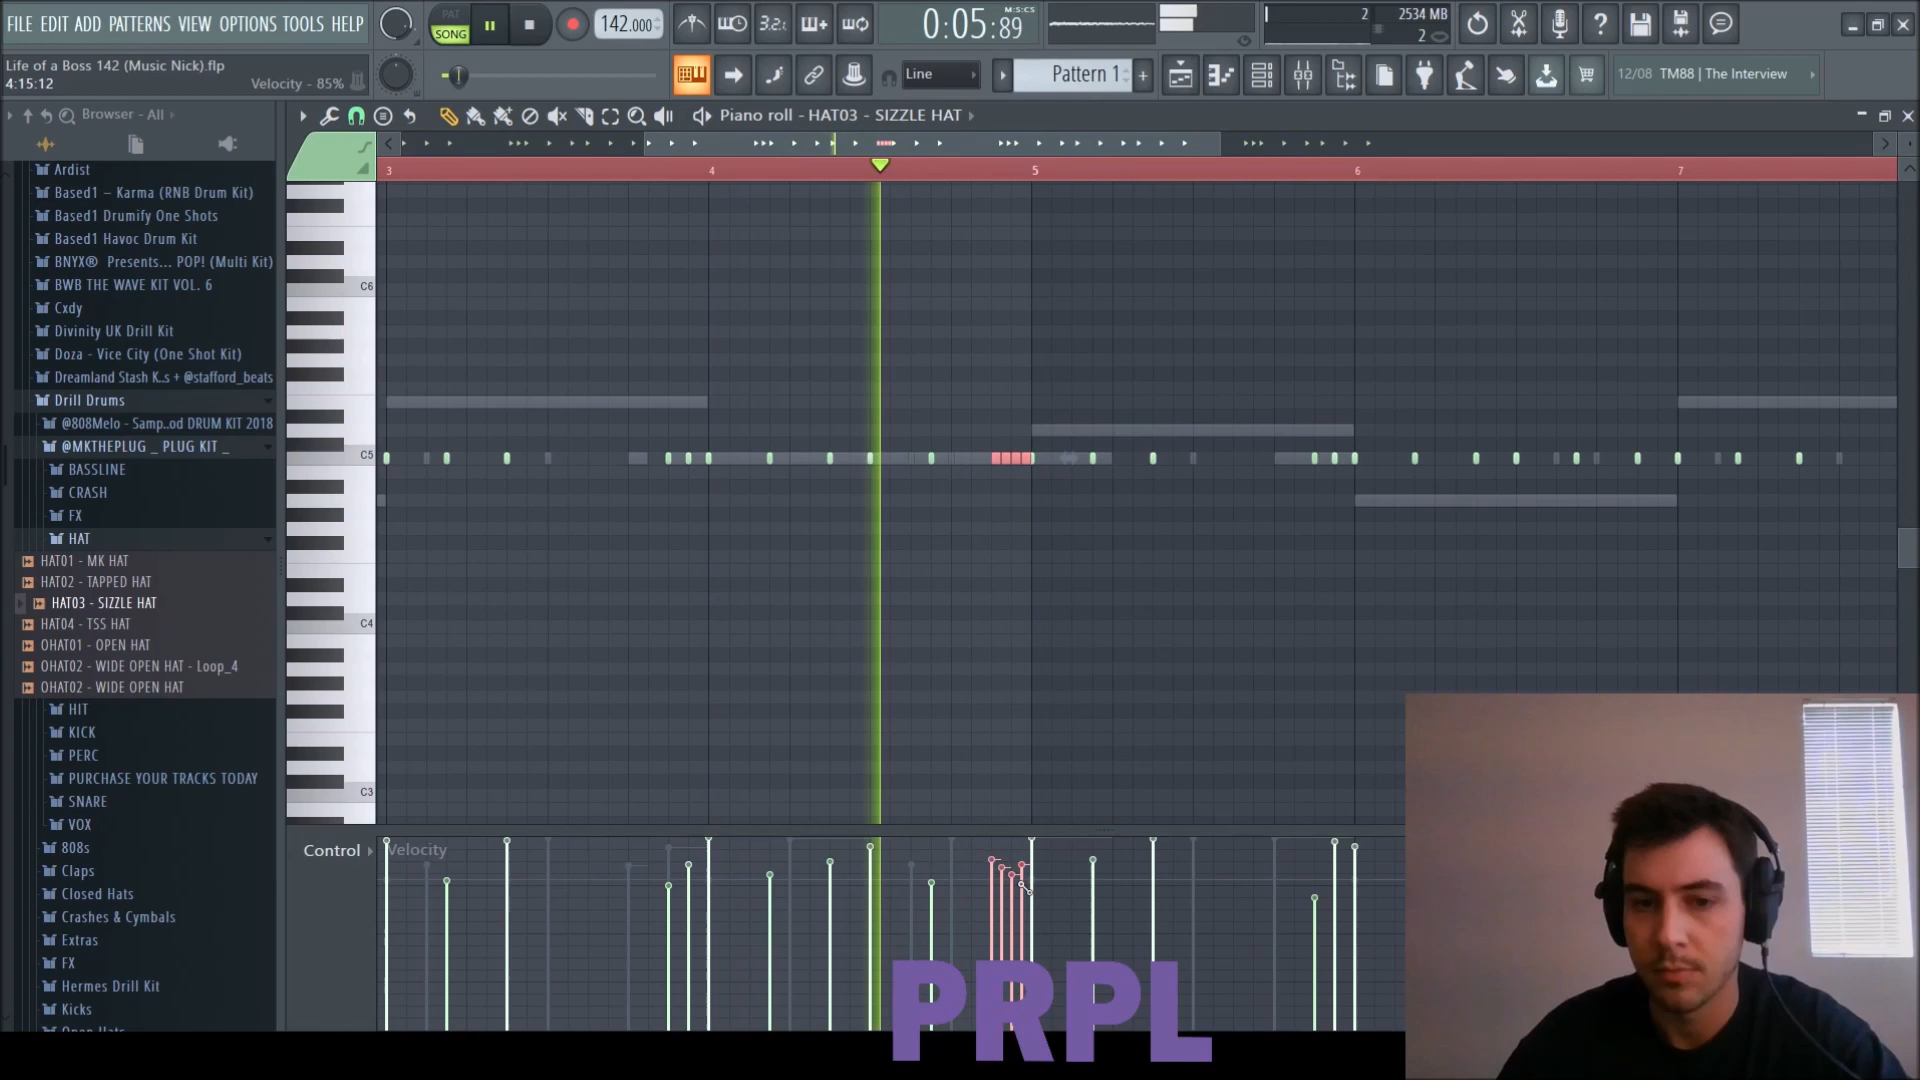 FILE EDIT ADD PATTERNS VIEW OPTIONS TOOLS HELP
PAT
SONG
142.000
3.2.
0:05:89
M:S:CS
2
2534 MB
2
Life of a Boss 142 (Music Nick).flp
4:15:12
Velocity - 85%
Line
Pattern 1
12/08 TM88 | The Interview
Browser - All
Piano roll - HAT03 - SIZZLE HAT
3
4
5
6
7
Ardist
Based1 – Karma (RNB Drum Kit)
Based1 Drumify One Shots
Based1 Havoc Drum Kit
BNYX® Presents... POP! (Multi Kit)
BWB THE WAVE KIT VOL. 6
Cxdy
Divinity UK Drill Kit
Doza - Vice City (One Shot Kit)
Dreamland Stash K..s + @stafford_beats
Drill Drums
@808Melo - Samp..od DRUM KIT 2018
@MKTHEPLUG _ PLUG KIT _
BASSLINE
CRASH
FX
HAT
HAT01 - MK HAT
HAT02 - TAPPED HAT
HAT03 - SIZZLE HAT
HAT04 - TSS HAT
OHAT01 - OPEN HAT
OHAT02 - WIDE OPEN HAT - Loop_4
OHAT02 - WIDE OPEN HAT
HIT
KICK
PERC
PURCHASE YOUR TRACKS TODAY
SNARE
VOX
808s
Claps
Closed Hats
Crashes & Cymbals
Extras
FX
Hermes Drill Kit
Kicks
Open Hats
C6
C5
C4
C3
Control
Velocity
PRPL